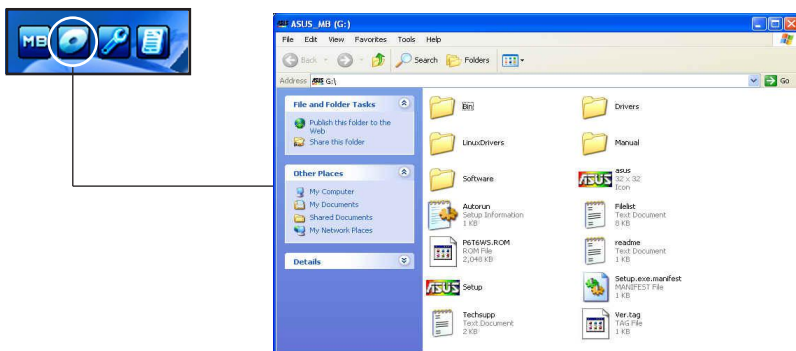 MB
ASUS_MB (G:)
File Edit View Favorites Tools Help
Back Search Folders
Address G:\ Go
File and Folder Tasks
Publish this folder to the
Web
Share this folder
Other Places
My Computer
My Documents
Shared Documents
My Network Places
Details
Bin
Drivers
LinuxDrivers
Manual
Software
asus
32 x 32
Icon
Autorun
Setup Information
1 KB
Filelist
Text Document
8 KB
P6T6WS.ROM
ROM File
2,048 KB
readme
Text Document
1 KB
Setup
Setup.exe.manifest
MANIFEST File
1 KB
Techsupp
Text Document
2 KB
Ver.tag
TAG File
1 KB